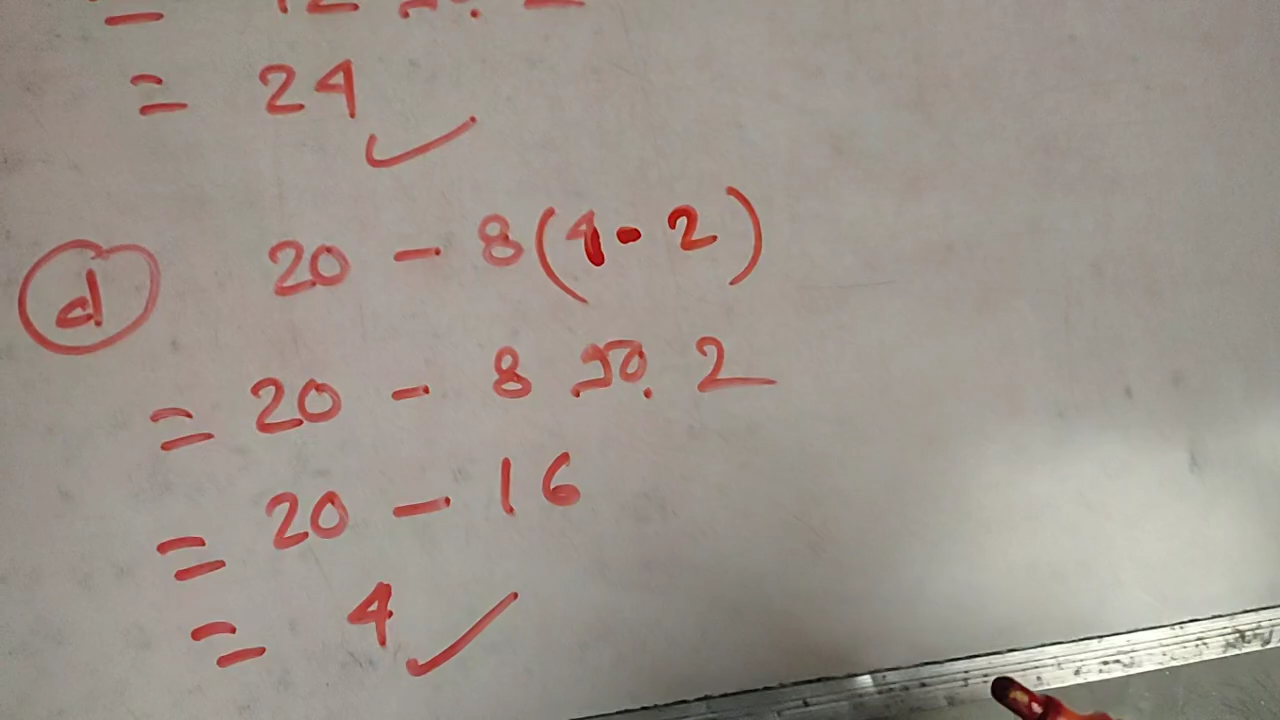 = 24 ✓
d 20 - 8(4 - 2)
= 20 - 8 2
= 20 - 16
= 4 ✓